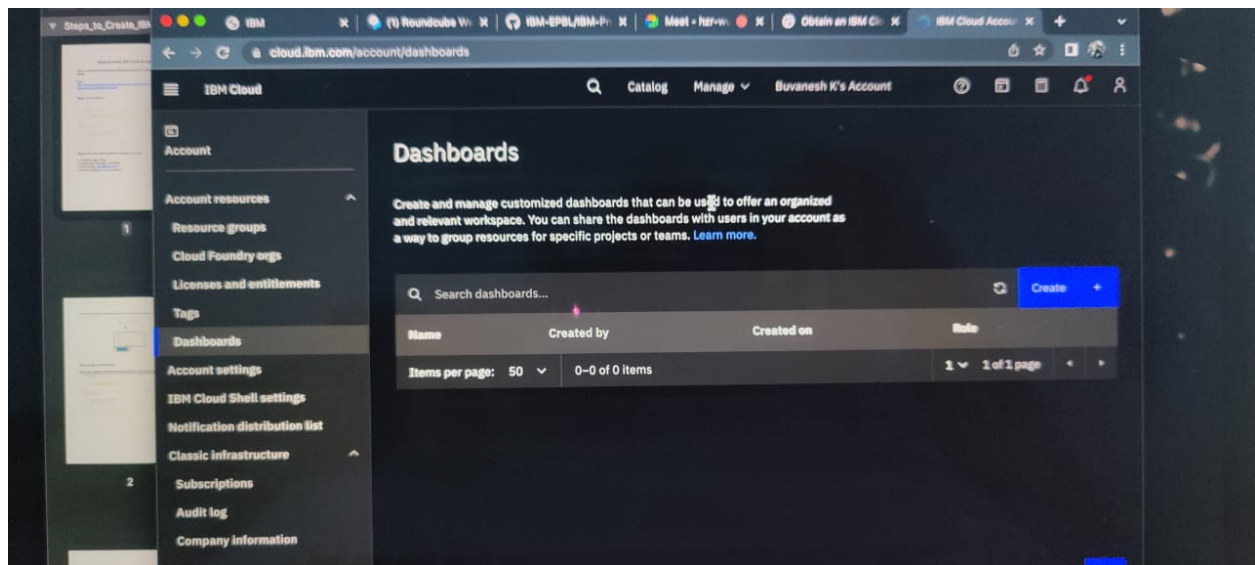 Steps_to_Create_IBM
IBM
(1) Roundcube We
IBM-EPBL/IBM-Pr
Meet - hzr-w
Obtain an IBM Clo
IBM Cloud Accou
cloud.ibm.com/account/dashboards
IBM Cloud
Catalog
Manage
Buvanesh K's Account
Account
Account resources
Resource groups
Cloud Foundry orgs
Licenses and entitlements
Tags
Dashboards
Account settings
IBM Cloud Shell settings
Notification distribution list
Classic infrastructure
Subscriptions
Audit log
Company information
Dashboards
Create and manage customized dashboards that can be used to offer an organized
and relevant workspace. You can share the dashboards with users in your account as
a way to group resources for specific projects or teams. Learn more.
Search dashboards...
Create +
Name Created by Created on Role
Items per page: 50 0–0 of 0 items 1 1 of 1 page
1
2